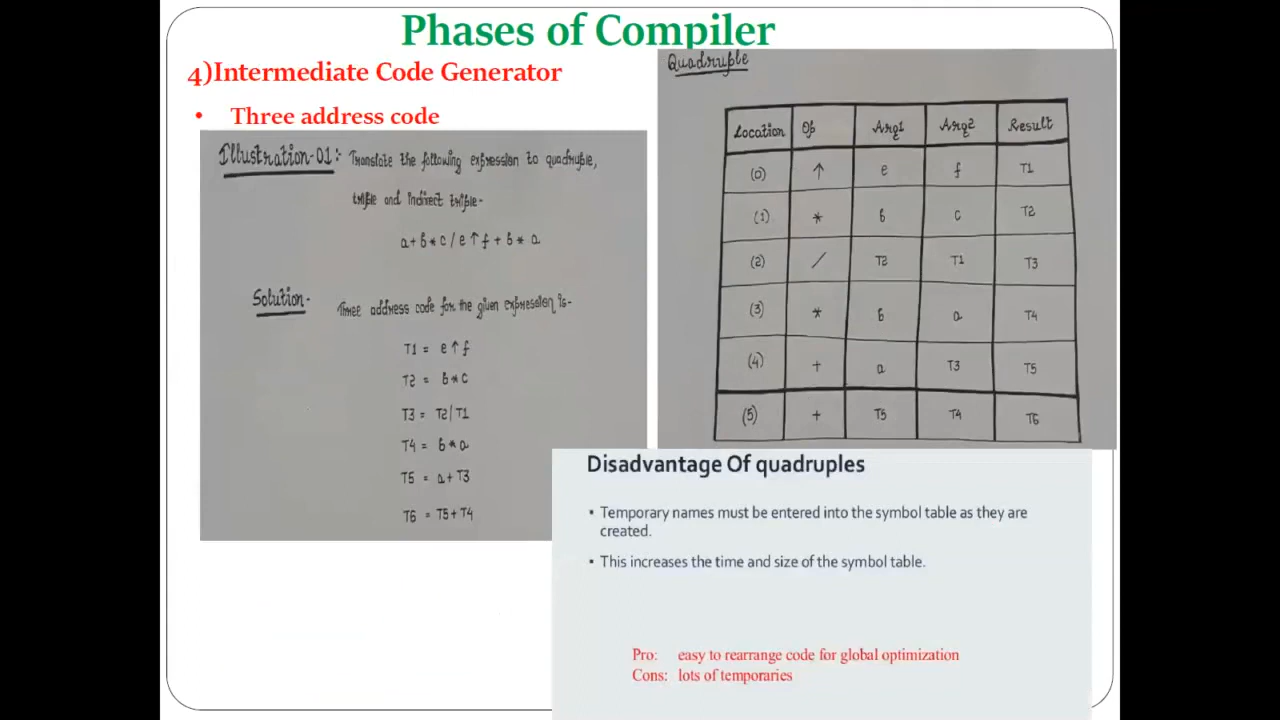 Phases of Compiler
4)Intermediate Code Generator
• Three address code
Illustration-01:- Translate the following expression to quadruple,
triple and indirect triple-
a + b * c / e ↑ f + b * a
Solution-
Three address code for the given expression is-
T1 = e ↑ f
T2 = b * c
T3 = T2 / T1
T4 = b * a
T5 = a + T3
T6 = T5 + T4
Quadruple
Location Op Arg1 Arg2 Result
(0) ↑ e f T1
(1) * b c T2
(2) / T2 T1 T3
(3) * b a T4
(4) + a T3 T5
(5) + T5 T4 T6
Disadvantage Of quadruples
• Temporary names must be entered into the symbol table as they are
created.
• This increases the time and size of the symbol table.
Pro: easy to rearrange code for global optimization
Cons: lots of temporaries